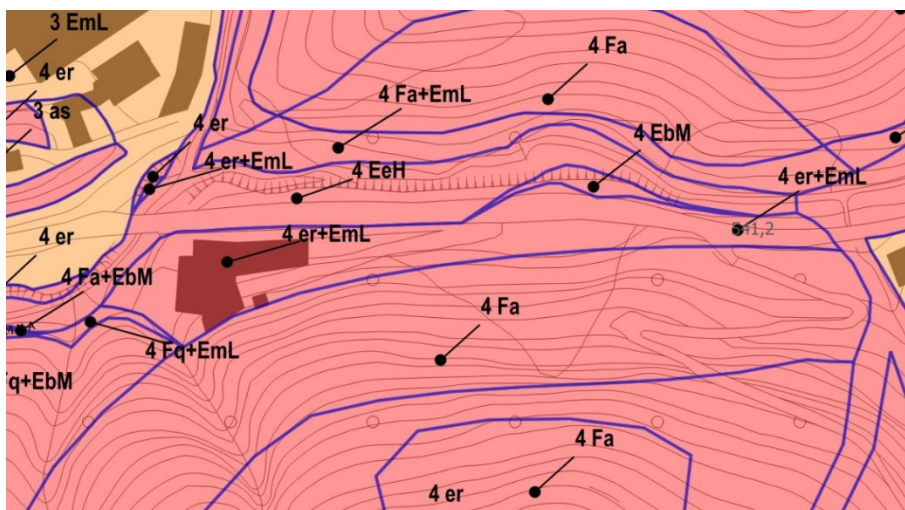 3 EmL
4 er
3 as
4 er
4 er+EmL
4 Fa+EmL
4 Fa
4 EeH
4 EbM
4 er+EmL
4 er+EmL
4 er
4 Fa+EbM
4 Fq+EmL
4 Fa
q+EbM
4 Fa
4 er